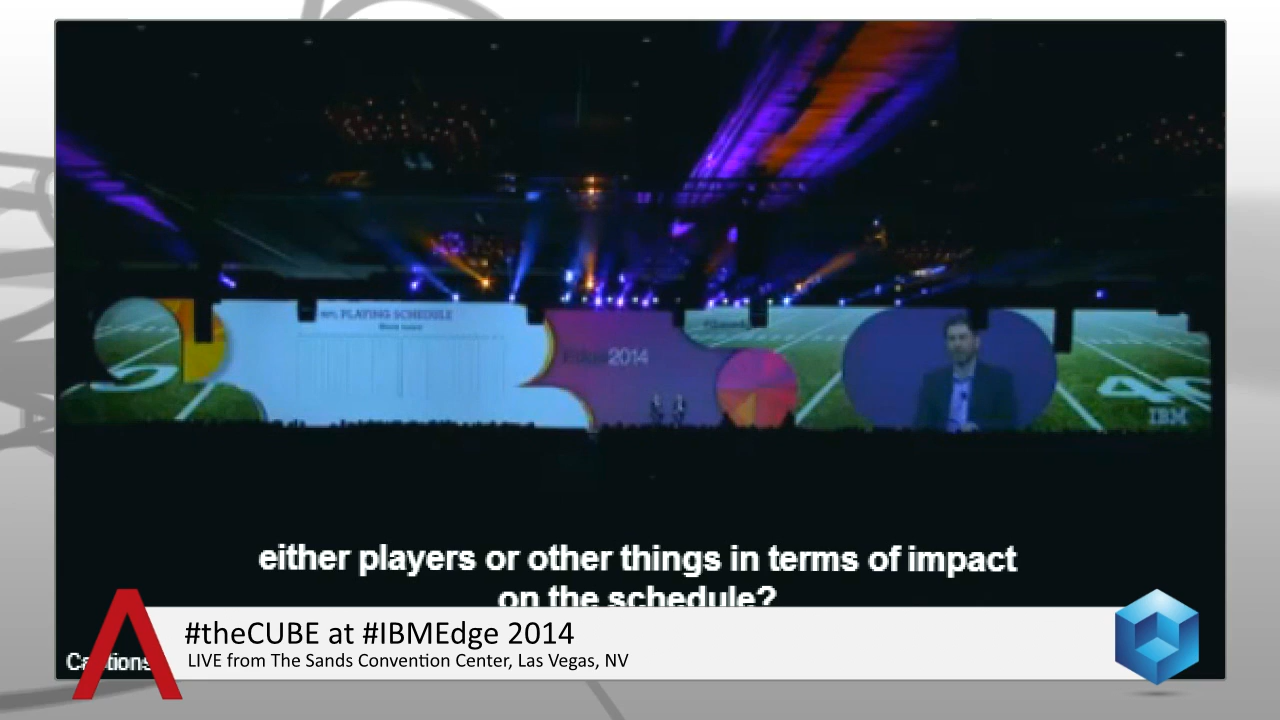 PLAYING SCHEDULE
Edge2014
IBM
either players or other things in terms of impact
on the schedule?
#theCUBE at #IBMEdge 2014
LIVE from The Sands Convention Center, Las Vegas, NV
Captions